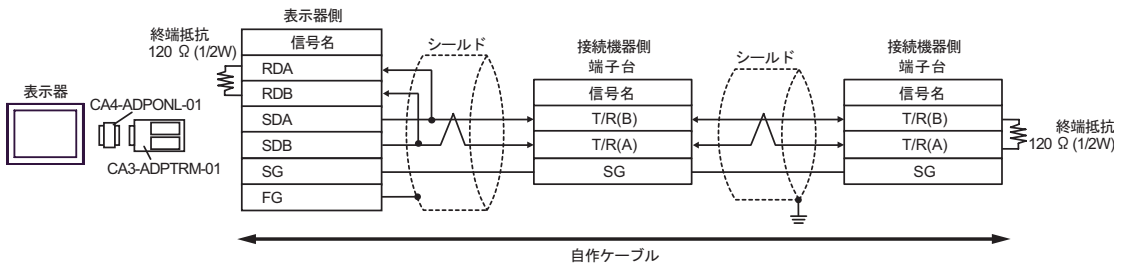 表示器側
終端抵抗
120 Ω (1/2W)
信号名
RDA
RDB
SDA
SDB
SG
FG
表示器
CA4-ADPONL-01
CA3-ADPTRM-01
シールド
接続機器側
端子台
信号名
T/R(B)
T/R(A)
SG
シールド
接続機器側
端子台
信号名
T/R(B)
T/R(A)
SG
終端抵抗
120 Ω (1/2W)
自作ケーブル